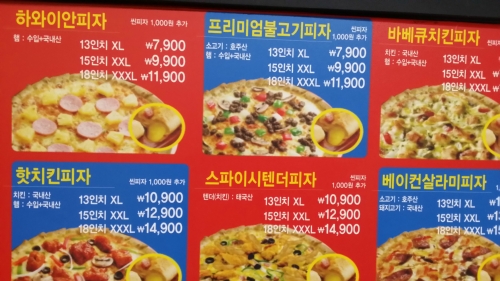 하와이안피자
씬피자 1,000원 추가
햄 : 수입+국내산
13인치 XL ₩7,900
15인치 XXL ₩9,900
18인치 XXXL ₩11,900
프리미엄불고기피자
씬피자 1,000원 추가
소고기 : 호주산
햄 : 수입+국내산
13인치 XL ₩7,900
15인치 XXL ₩9,900
18인치 XXXL ₩11,900
바베큐치킨피자
치킨 : 국내산
햄 : 수입+국내산
13인치 XL
15인치 XXL
18인치 XXXL
핫치킨피자
씬피자 1,000원 추가
치킨 : 국내산
햄 : 수입+국내산
13인치 XL ₩10,900
15인치 XXL ₩12,900
18인치 XXXL ₩14,900
스파이시텐더피자
씬피자 1,000원 추가
텐더(치킨) : 태국산
13인치 XL ₩10,900
15인치 XXL ₩12,900
18인치 XXXL ₩14,900
베이컨살라미피자
소고기 : 호주산
돼지고기 : 국내산
13인치 XL
15인치 XXL
18인치 XXXL